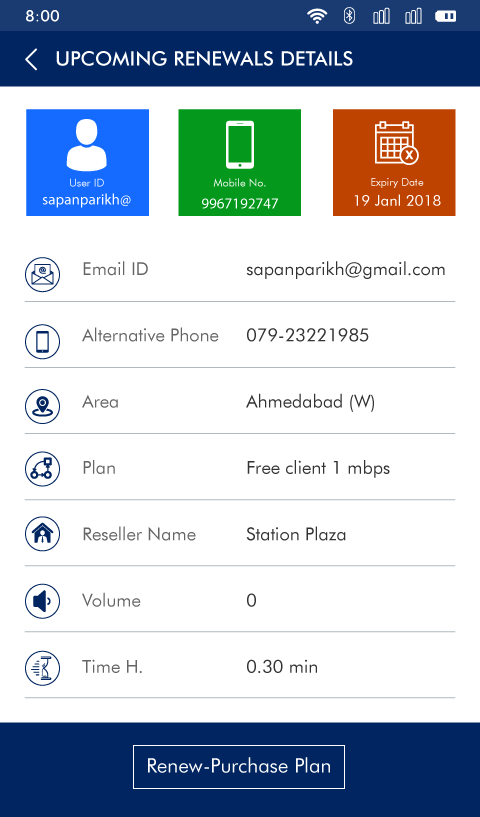 8:00
UPCOMING RENEWALS DETAILS
User ID
sapanparikh@
Mobile No.
9967192747
Expiry Date
19 Janl 2018
Email ID sapanparikh@gmail.com
Alternative Phone 079-23221985
Area Ahmedabad (W)
Plan Free client 1 mbps
Reseller Name Station Plaza
Volume 0
Time H. 0.30 min
Renew-Purchase Plan